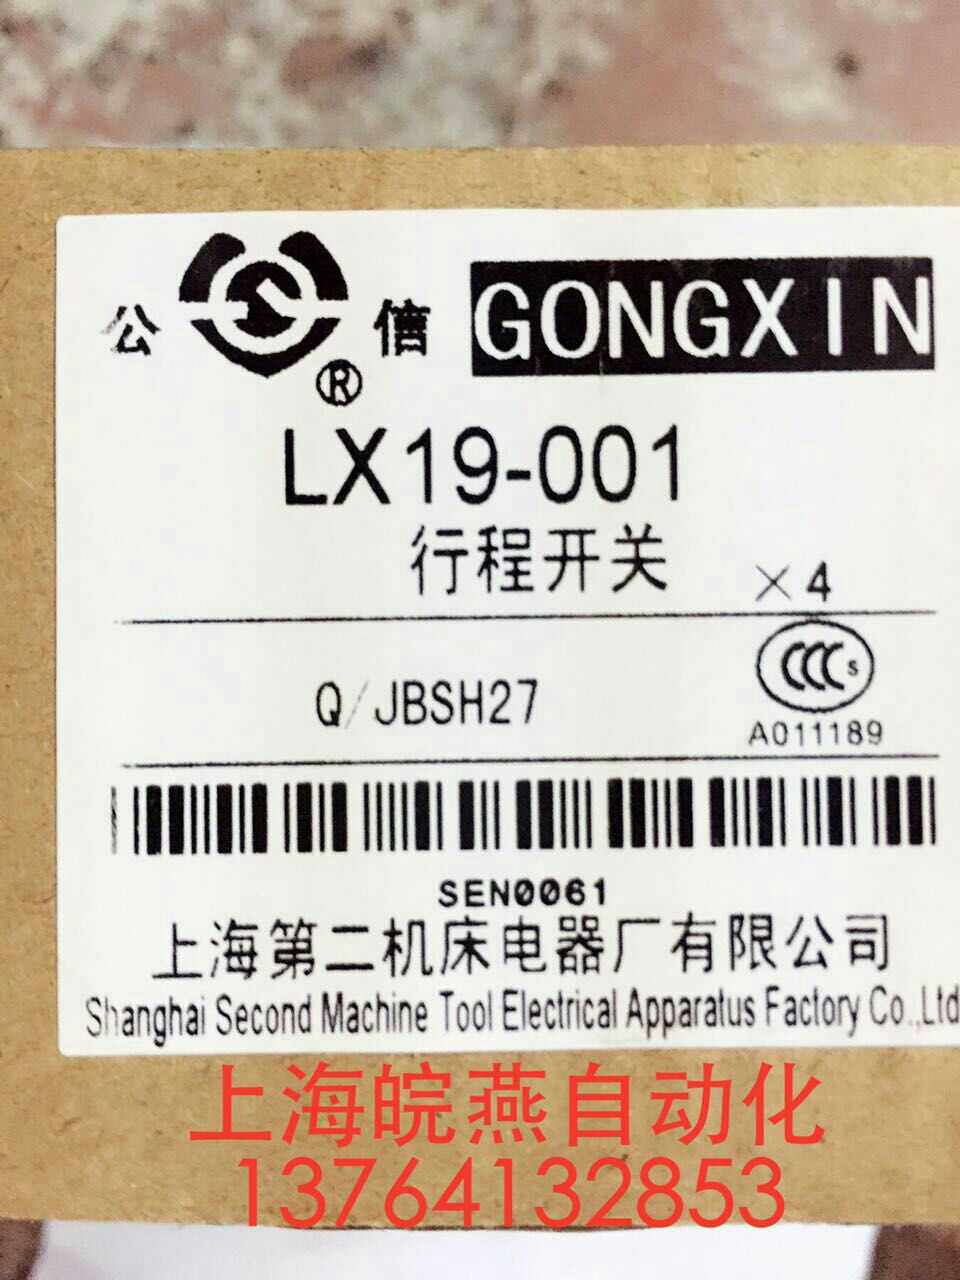 公 信 GONGXIN
®
LX19-001
行程开关 ×4
Q/JBSH27
CCC S
A011189
SEN0061
上海第二机床电器厂有限公司
Shanghai Second Machine Tool Electrical Apparatus Factory Co.,Ltd
上海皖燕自动化
13764132853